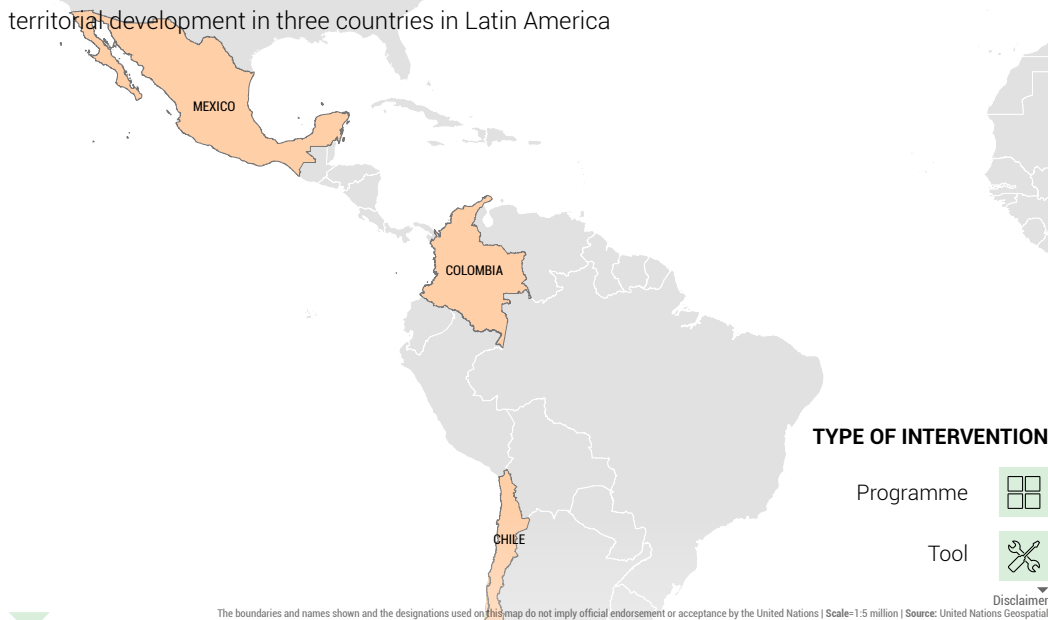 territorial development in three countries in Latin America
MEXICO
COLOMBIA
TYPE OF INTERVENTION
Programme
CHILE
Tool
Disclaimer
The boundaries and names shown and the designations used on this map do not imply official endorsement or acceptance by the United Nations | Scale=1:5 million | Source: United Nations Geospatial